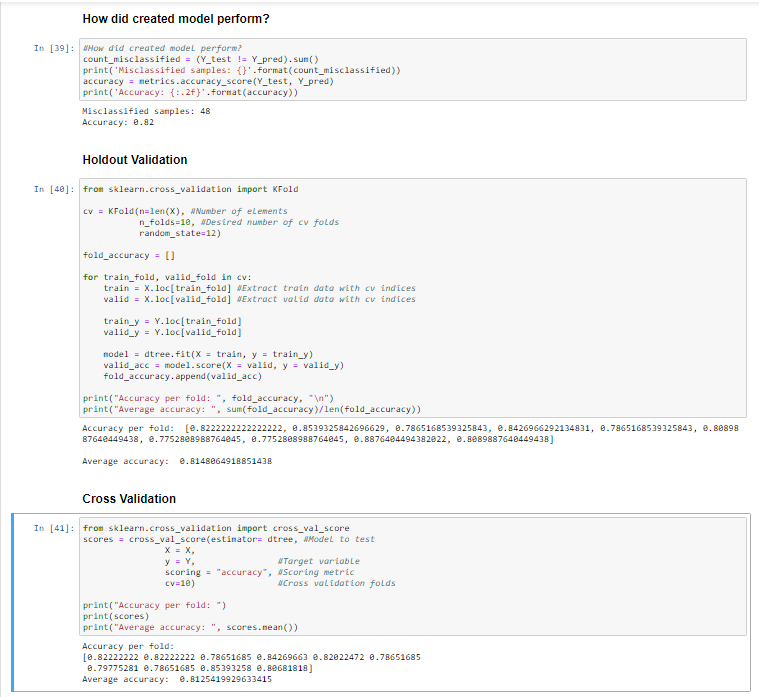 How did created model perform?
In [39]: #How did created model perform?
count_misclassified = (Y_test != Y_pred).sum()
print('Misclassified samples: {}'.format(count_misclassified))
accuracy = metrics.accuracy_score(Y_test, Y_pred)
print('Accuracy: {:.2f}'.format(accuracy))
Misclassified samples: 48
Accuracy: 0.82
Holdout Validation
In [40]: from sklearn.cross_validation import KFold
cv = KFold(n=len(X), #Number of elements
n_folds=10, #Desired number of cv folds
random_state=12)
fold_accuracy = []
for train_fold, valid_fold in cv:
train = X.loc[train_fold] #Extract train data with cv indices
valid = X.loc[valid_fold] #Extract valid data with cv indices
train_y = Y.loc[train_fold]
valid_y = Y.loc[valid_fold]
model = dtree.fit(X = train, y = train_y)
valid_acc = model.score(X = valid, y = valid_y)
fold_accuracy.append(valid_acc)
print("Accuracy per fold: ", fold_accuracy, "\n")
print("Average accuracy: ", sum(fold_accuracy)/len(fold_accuracy))
Accuracy per fold:  [0.8222222222222222, 0.8539325842696629, 0.7865168539325843, 0.8426966292134831, 0.7865168539325843, 0.80898
87640449438, 0.7752808988764045, 0.7752808988764045, 0.8876404494382022, 0.8089887640449438]
Average accuracy:  0.8148064918851438
Cross Validation
In [41]: from sklearn.cross_validation import cross_val_score
scores = cross_val_score(estimator= dtree, #Model to test
X = X,
y = Y, #Target variable
scoring = "accuracy", #Scoring metric
cv=10) #Cross validation folds
print("Accuracy per fold: ")
print(scores)
print("Average accuracy: ", scores.mean())
Accuracy per fold:
[0.82222222 0.82222222 0.78651685 0.84269663 0.82022472 0.78651685
0.79775281 0.78651685 0.85393258 0.80681818]
Average accuracy:  0.8125419929633415